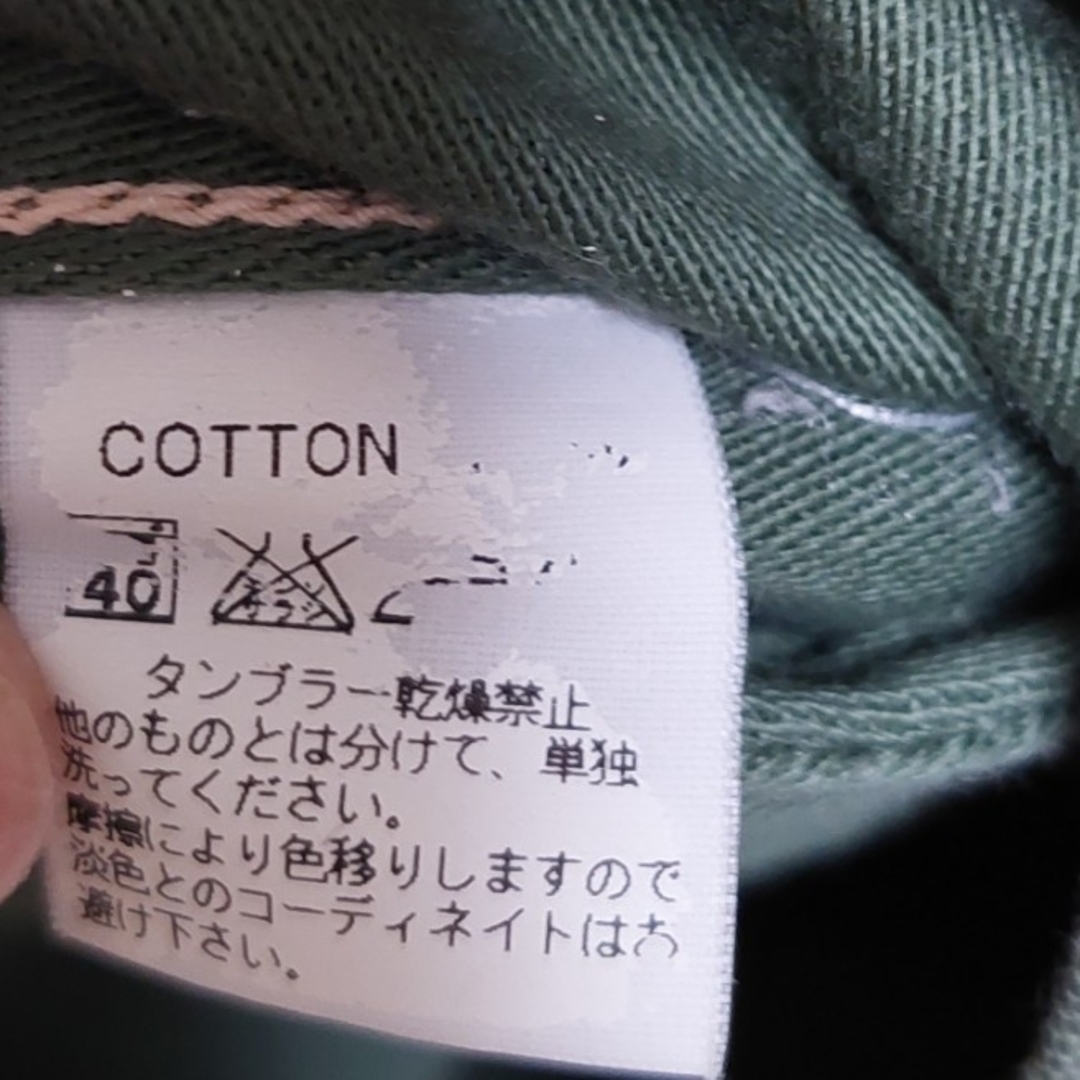 COTTON
40
タンブラー乾燥禁止
他のものとは分けて、単独
洗ってください。
摩擦により色移りしますので
淡色とのコーディネイトはお
避け下さい。